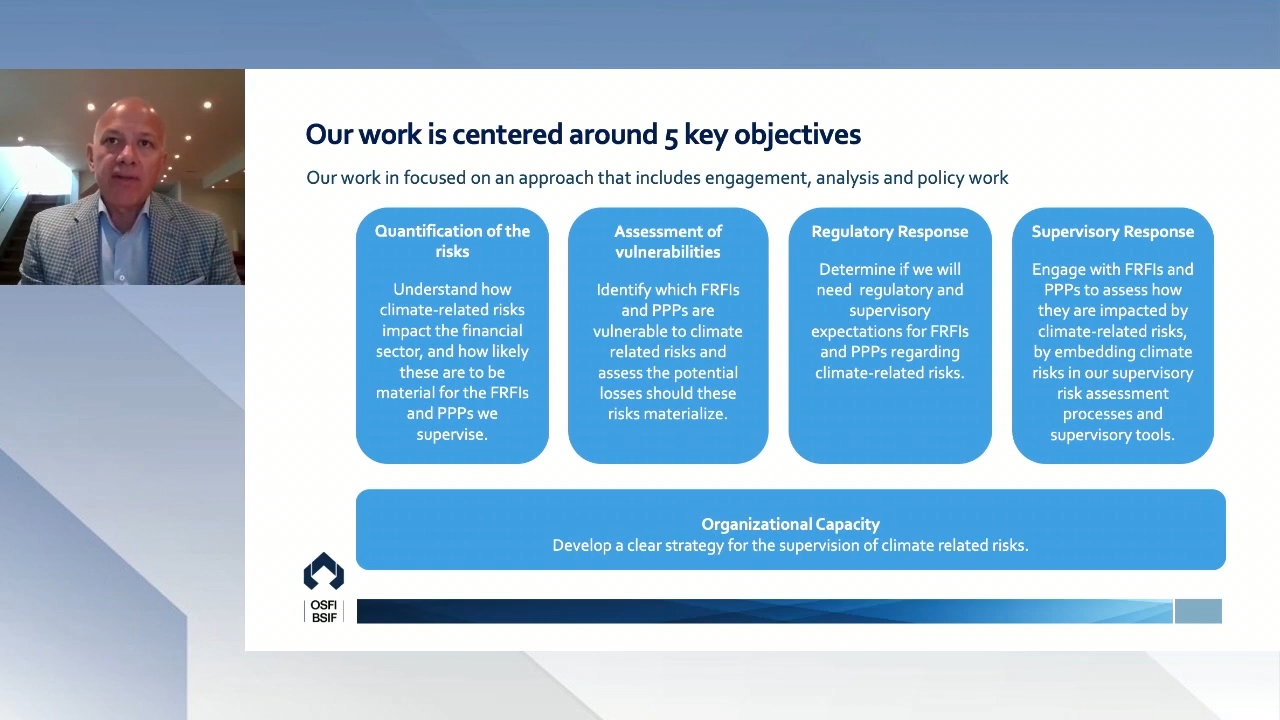 Our work is centered around 5 key objectives
Our work in focused on an approach that includes engagement, analysis and policy work
Quantification of the
risks
Understand how
climate-related risks
impact the financial
sector, and how likely
these are to be
material for the FRFIs
and PPPs we
supervise.
Assessment of
vulnerabilities
Identify which FRFIs
and PPPs are
vulnerable to climate
related risks and
assess the potential
losses should these
risks materialize.
Regulatory Response
Determine if we will
need regulatory and
supervisory
expectations for FRFIs
and PPPs regarding
climate-related risks.
Supervisory Response
Engage with FRFIs and
PPPs to assess how
they are impacted by
climate-related risks,
by embedding climate
risks in our supervisory
risk assessment
processes and
supervisory tools.
Organizational Capacity
Develop a clear strategy for the supervision of climate related risks.
OSFI
BSIF